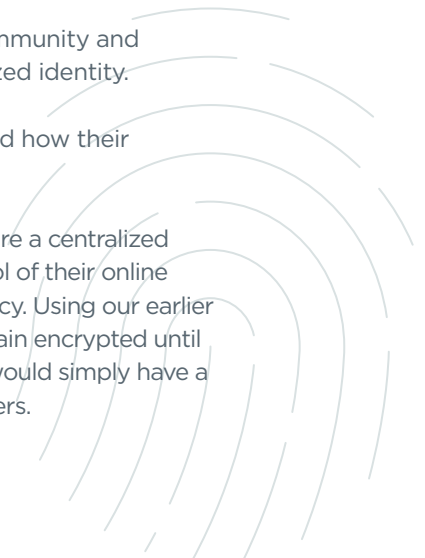 mmunity and
zed identity.
d how their
re a centralized
ol of their online
cy. Using our earlier
ain encrypted until
would simply have a
ers.